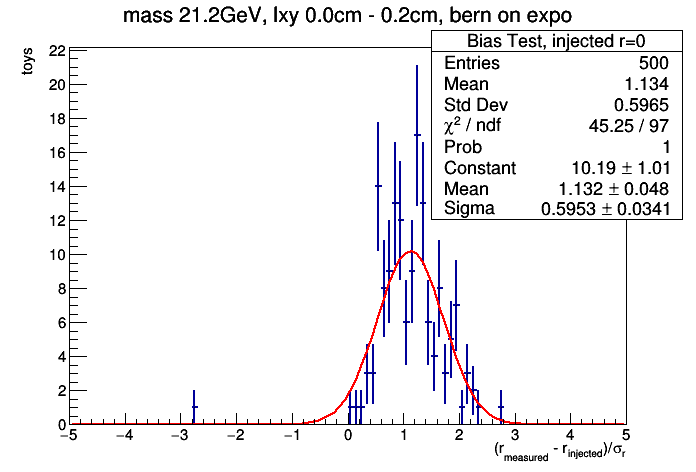 mass 21.2GeV, lxy 0.0cm - 0.2cm, bern on expo
Bias Test, injected r=0
Entries 500
Mean 1.134
Std Dev 0.5965
χ² / ndf 45.25 / 97
Prob 1
Constant 10.19 ± 1.01
Mean 1.132 ± 0.048
Sigma 0.5953 ± 0.0341
toys
22
20
18
16
14
12
10
8
6
4
2
0
−5 −4 −3 −2 −1 0 1 2 3 4 5
(r_measured - r_injected)/σ_r